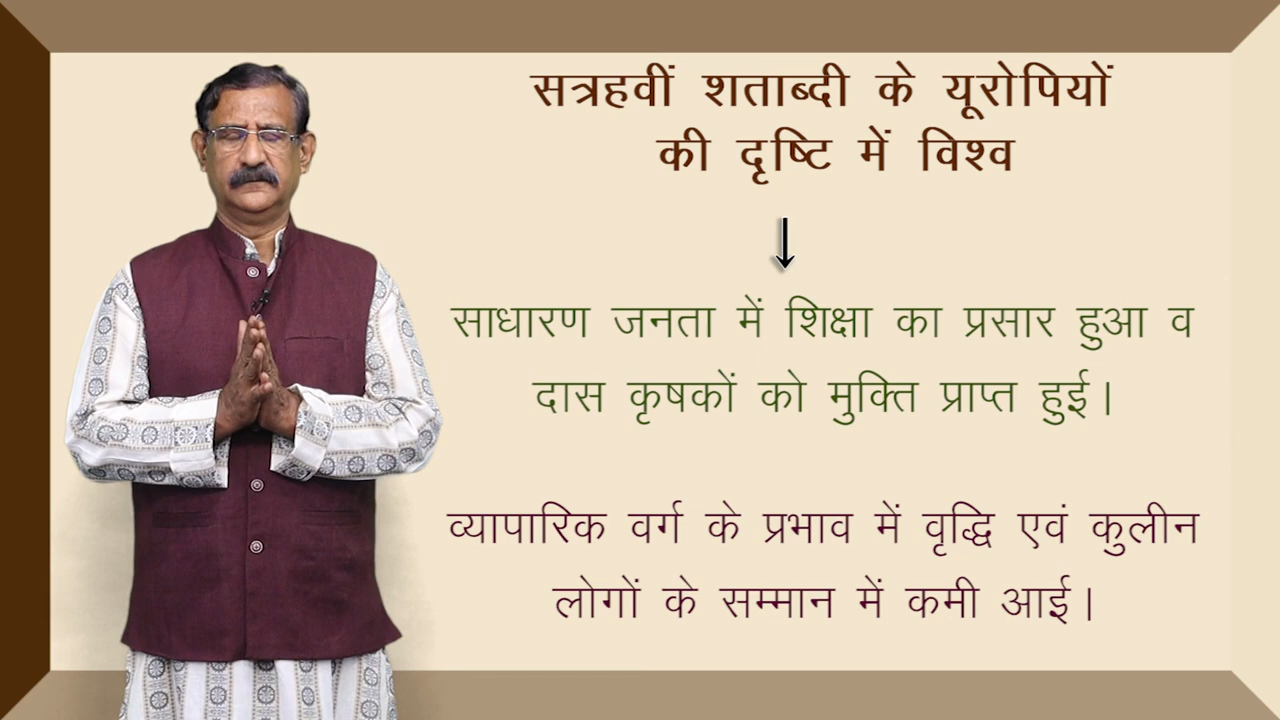 सत्रहवीं शताब्दी के यूरोपियों
की दृष्टि में विश्व
साधारण जनता में शिक्षा का प्रसार हुआ व
दास कृषकों को मुक्ति प्राप्त हुई।
व्यापारिक वर्ग के प्रभाव में वृद्धि एवं कुलीन
लोगों के सम्मान में कमी आई।